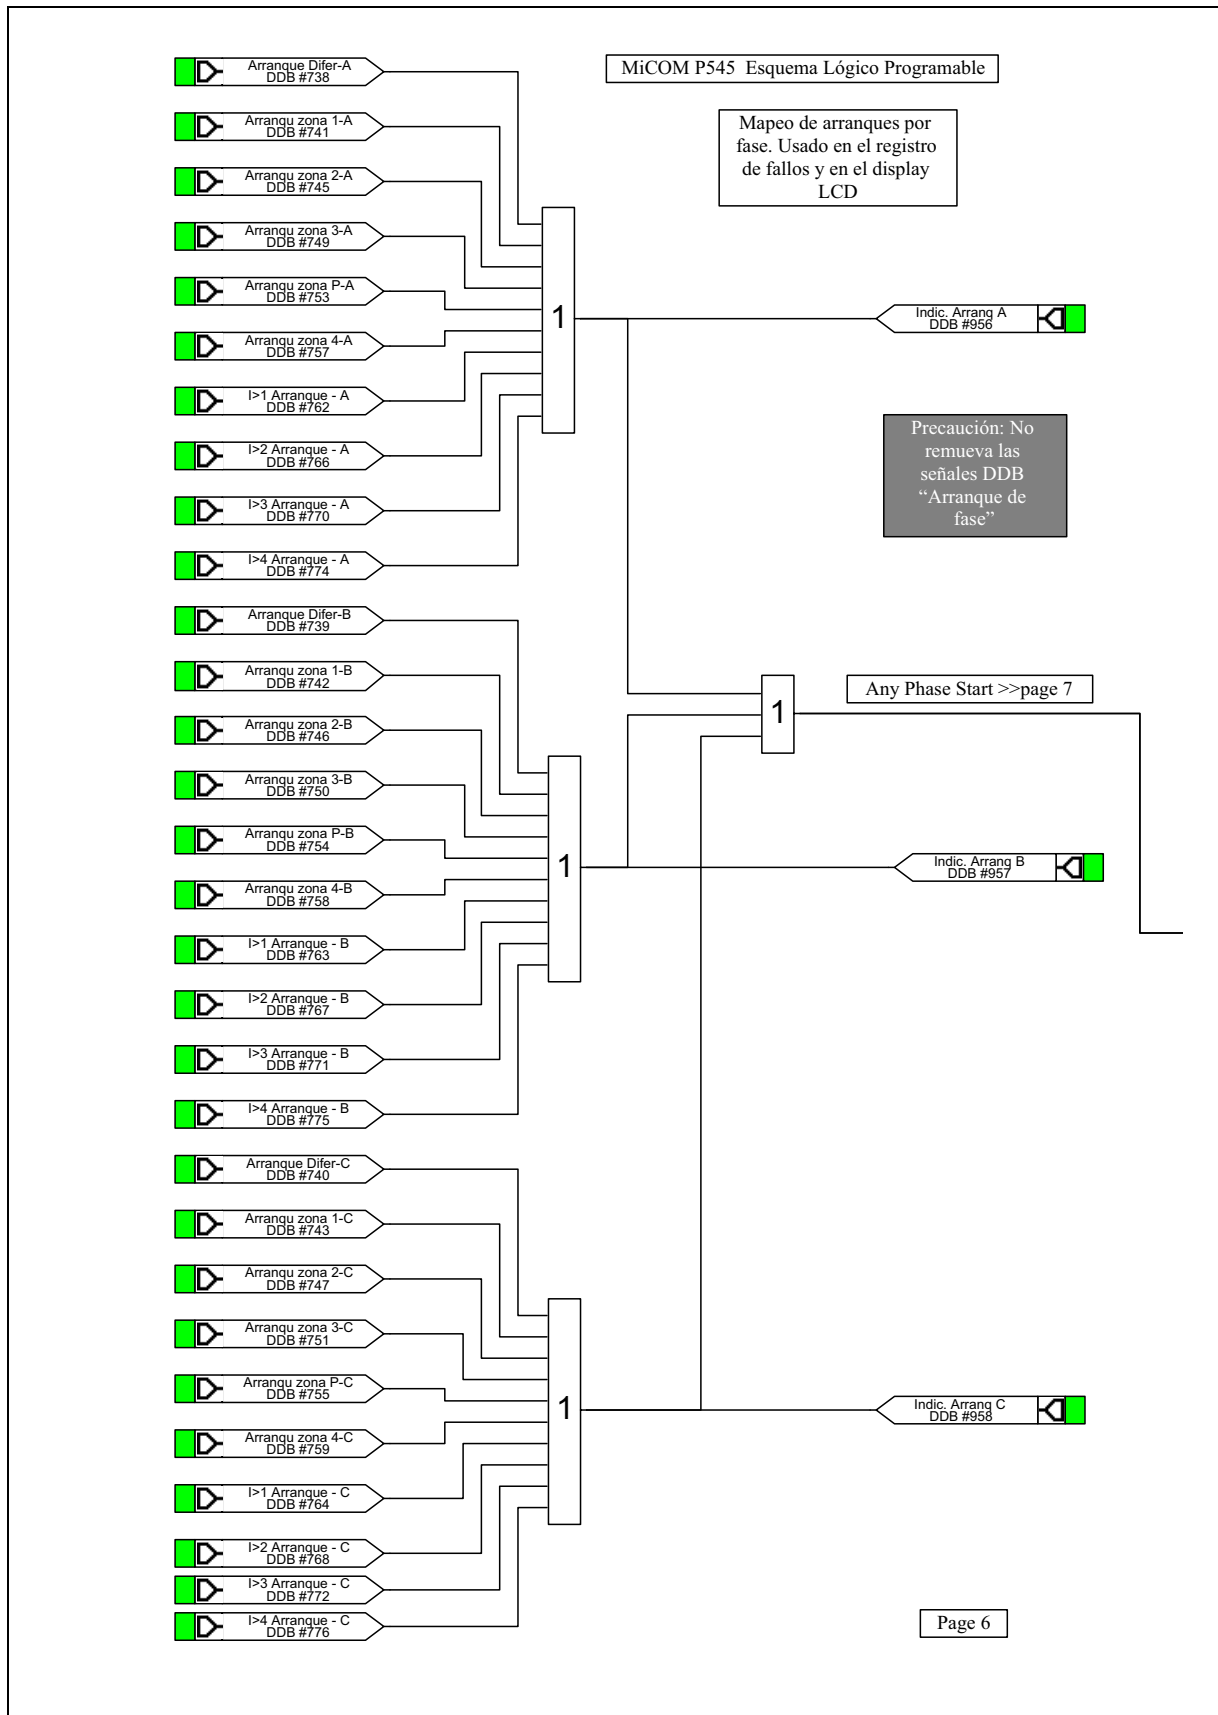 MiCOM P545  Esquema Lógico Programable
Mapeo de arranques por
fase. Usado en el registro
de fallos y en el display
LCD
Arranque Difer-A
DDB #738
Arranqu zona 1-A
DDB #741
Arranqu zona 2-A
DDB #745
Arranqu zona 3-A
DDB #749
Arranqu zona P-A
DDB #753
Arranqu zona 4-A
DDB #757
I>1 Arranque - A
DDB #762
I>2 Arranque - A
DDB #766
I>3 Arranque - A
DDB #770
I>4 Arranque - A
DDB #774
1
Indic. Arranq A
DDB #956
Precaución: No
remueva las
señales DDB
“Arranque de
fase”
Arranque Difer-B
DDB #739
Arranqu zona 1-B
DDB #742
Arranqu zona 2-B
DDB #746
Arranqu zona 3-B
DDB #750
Arranqu zona P-B
DDB #754
Arranqu zona 4-B
DDB #758
I>1 Arranque - B
DDB #763
I>2 Arranque - B
DDB #767
I>3 Arranque - B
DDB #771
I>4 Arranque - B
DDB #775
1
1
Any Phase Start >>page 7
Indic. Arranq B
DDB #957
Arranque Difer-C
DDB #740
Arranqu zona 1-C
DDB #743
Arranqu zona 2-C
DDB #747
Arranqu zona 3-C
DDB #751
Arranqu zona P-C
DDB #755
Arranqu zona 4-C
DDB #759
I>1 Arranque - C
DDB #764
I>2 Arranque - C
DDB #768
I>3 Arranque - C
DDB #772
I>4 Arranque - C
DDB #776
1
Indic. Arranq C
DDB #958
Page 6